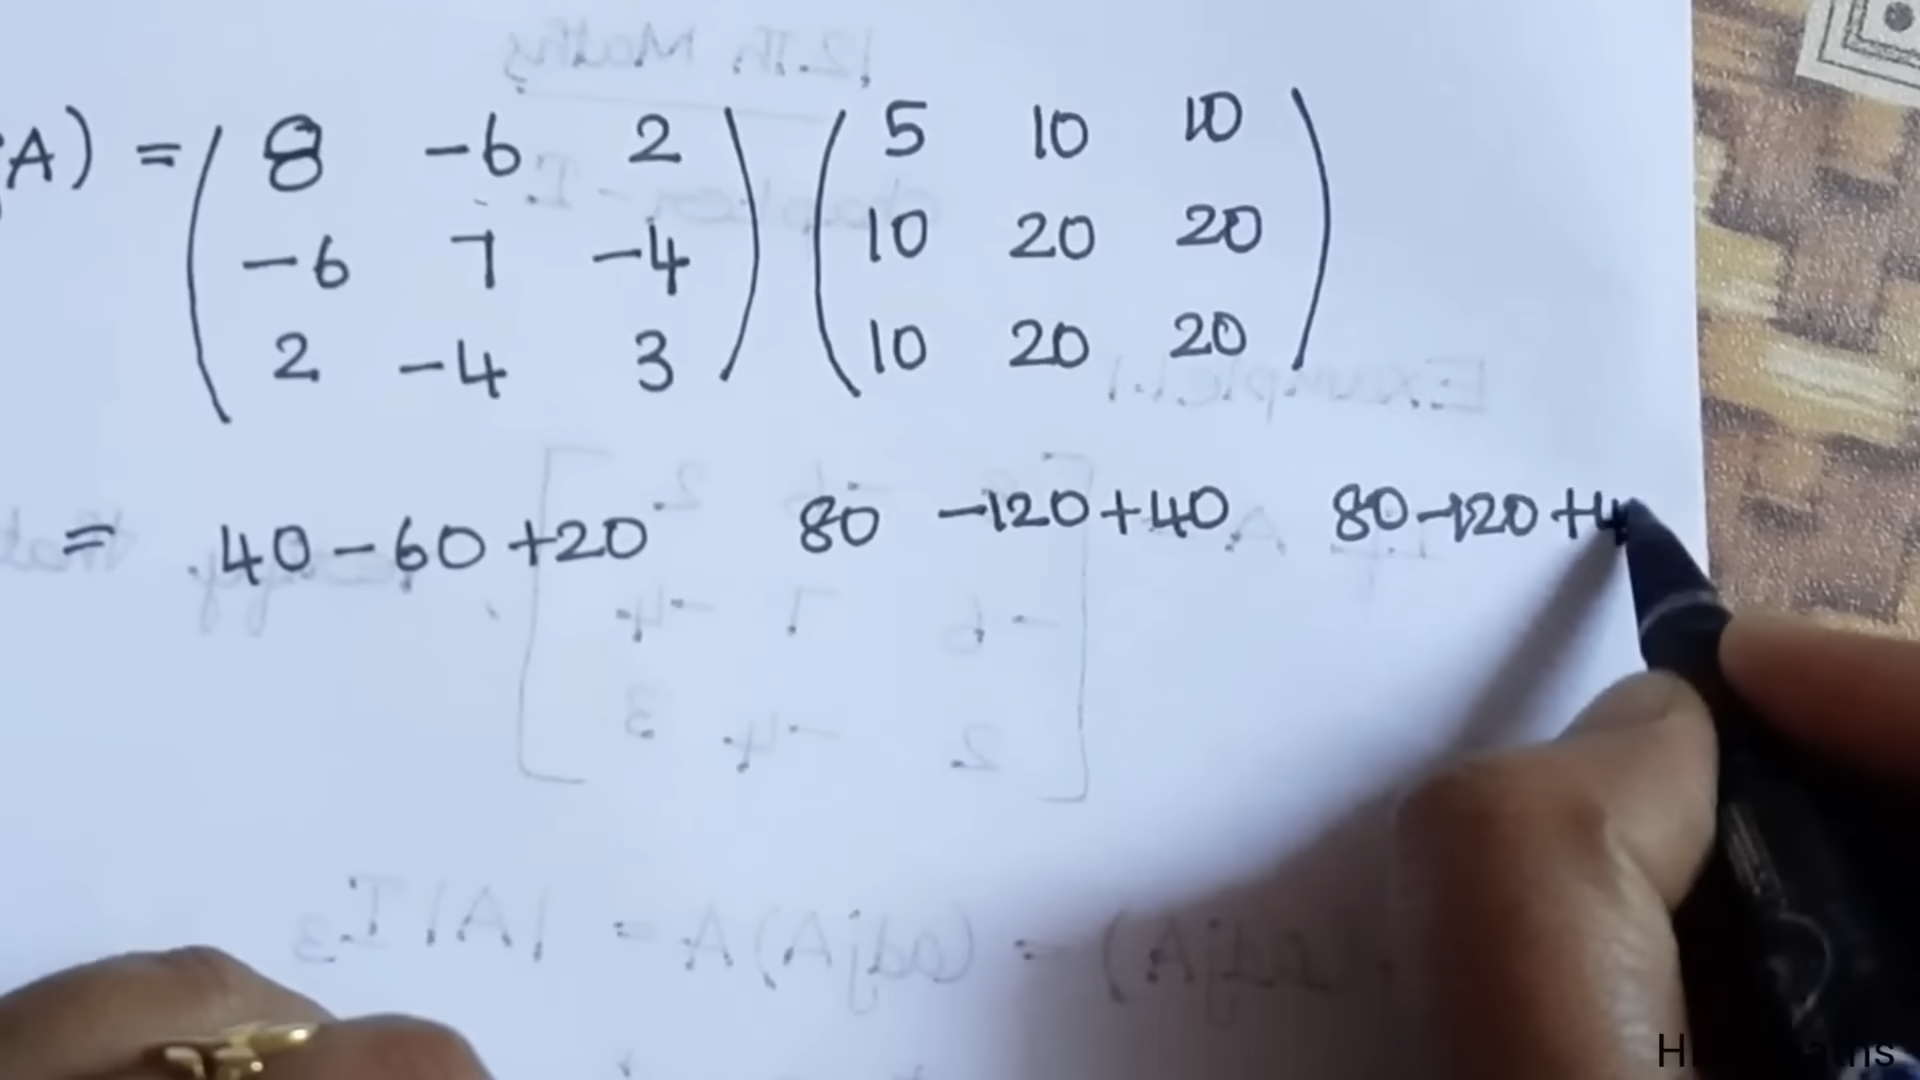 A) = ( 8 -6 2 ) ( 5 10 10 )
-6 7 -4 10 20 20
2 -4 3 10 20 20
= 40 - 60 + 20 80 - 120 + 40 80 - 120 + 4